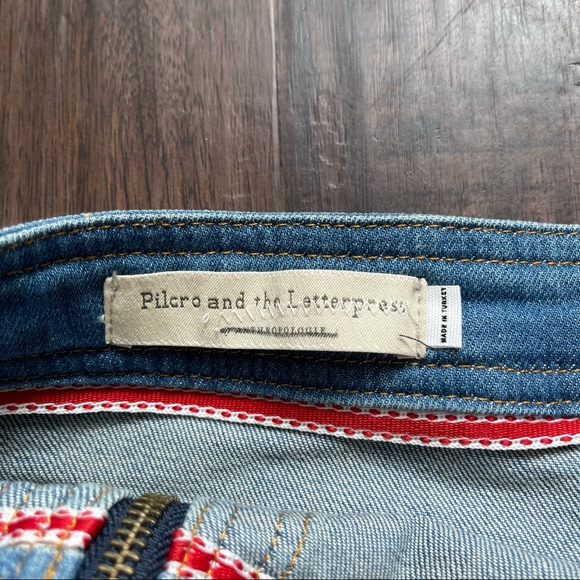 Pilcro and the Letterpress
ANTHROPOLOGIE
MADE IN TURKEY